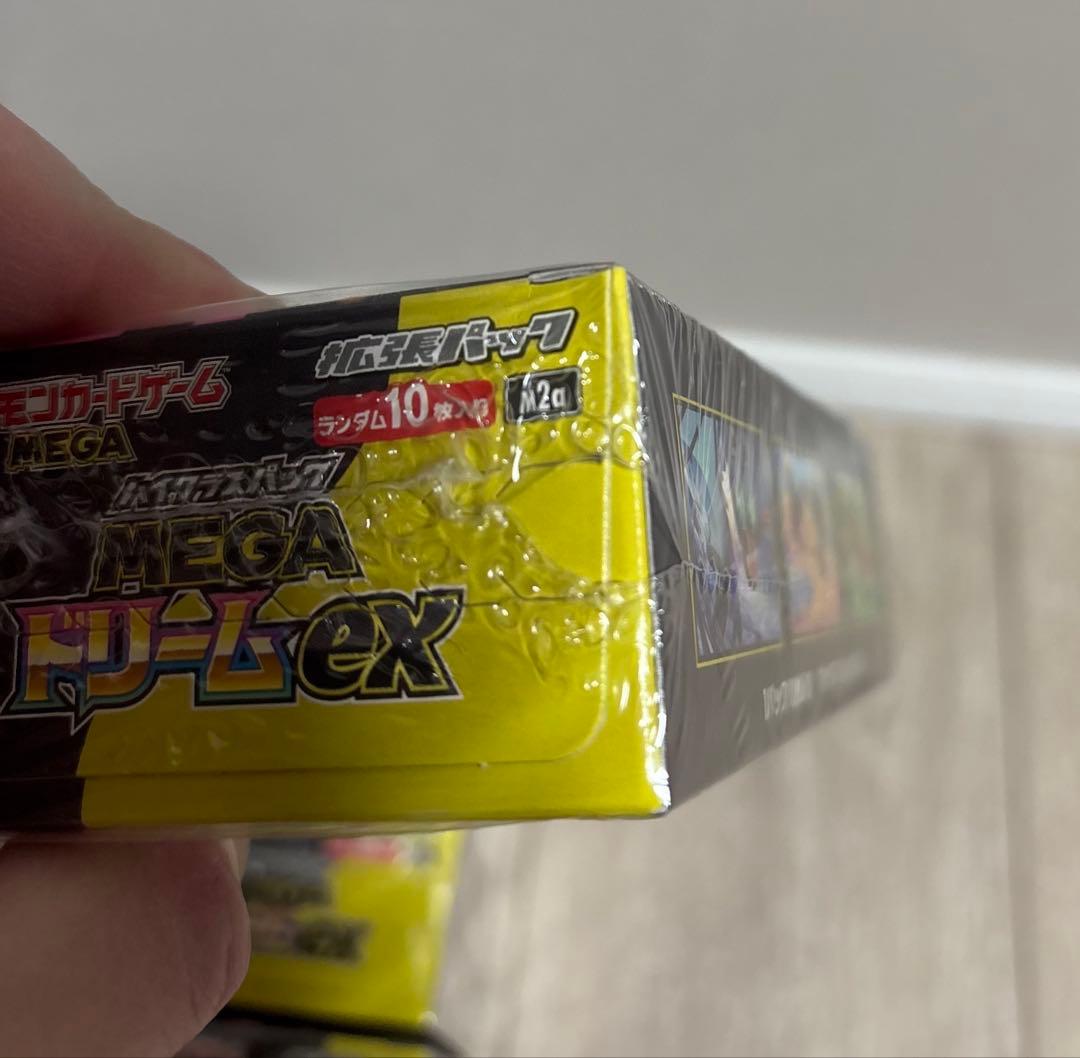 拡張パック
モンカードゲーム
MEGA
ランダム10枚入り
M2a
ハイクラスパック
MEGA
ドリームex
ex